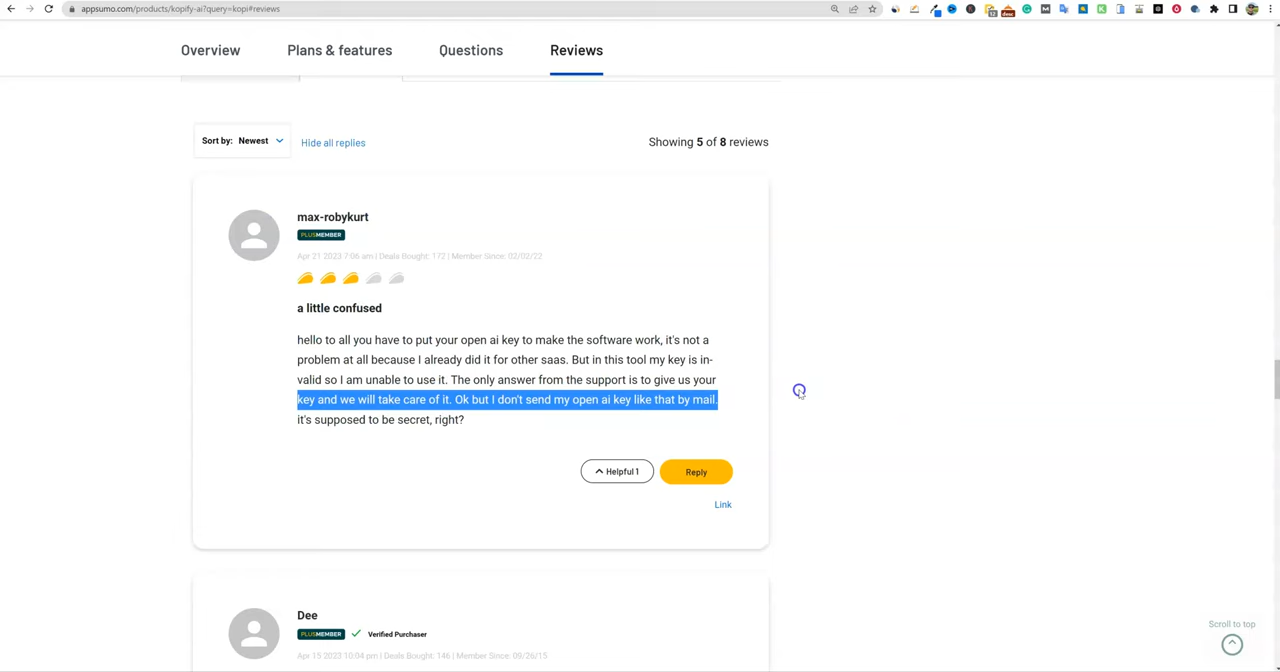 appsumo.com/products/kopify-ai?query=kopi#reviews
Overview Plans & features Questions Reviews
Sort by: Newest Hide all replies Showing 5 of 8 reviews
max-robykurt
PLUSMEMBER
Apr 21 2023 7:06 am | Deals Bought: 172 | Member Since: 02/02/22
a little confused
hello to all you have to put your open ai key to make the software work, it's not a
problem at all because I already did it for other saas. But in this tool my key is in-
valid so I am unable to use it. The only answer from the support is to give us your
key and we will take care of it. Ok but I don't send my open ai key like that by mail.
it's supposed to be secret, right?
Helpful 1 Reply
Link
Dee
PLUSMEMBER Verified Purchaser
Apr 15 2023 10:04 pm | Deals Bought: 146 | Member Since: 09/26/15
Scroll to top